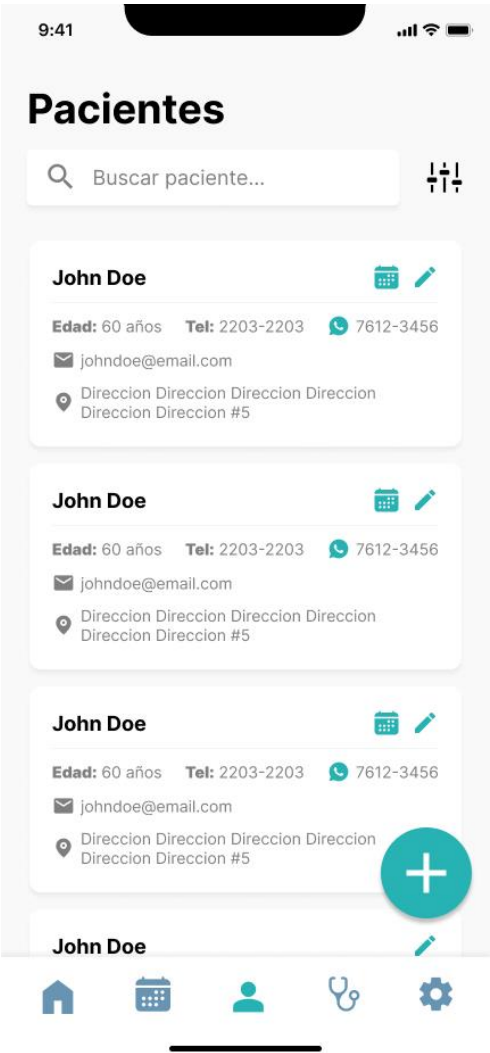 9:41
Pacientes
Buscar paciente...
John Doe
Edad: 60 años Tel: 2203-2203 7612-3456
johndoe@email.com
Direccion Direccion Direccion Direccion
Direccion Direccion #5
John Doe
Edad: 60 años Tel: 2203-2203 7612-3456
johndoe@email.com
Direccion Direccion Direccion Direccion
Direccion Direccion #5
John Doe
Edad: 60 años Tel: 2203-2203 7612-3456
johndoe@email.com
Direccion Direccion Direccion Direccion
Direccion Direccion #5
John Doe